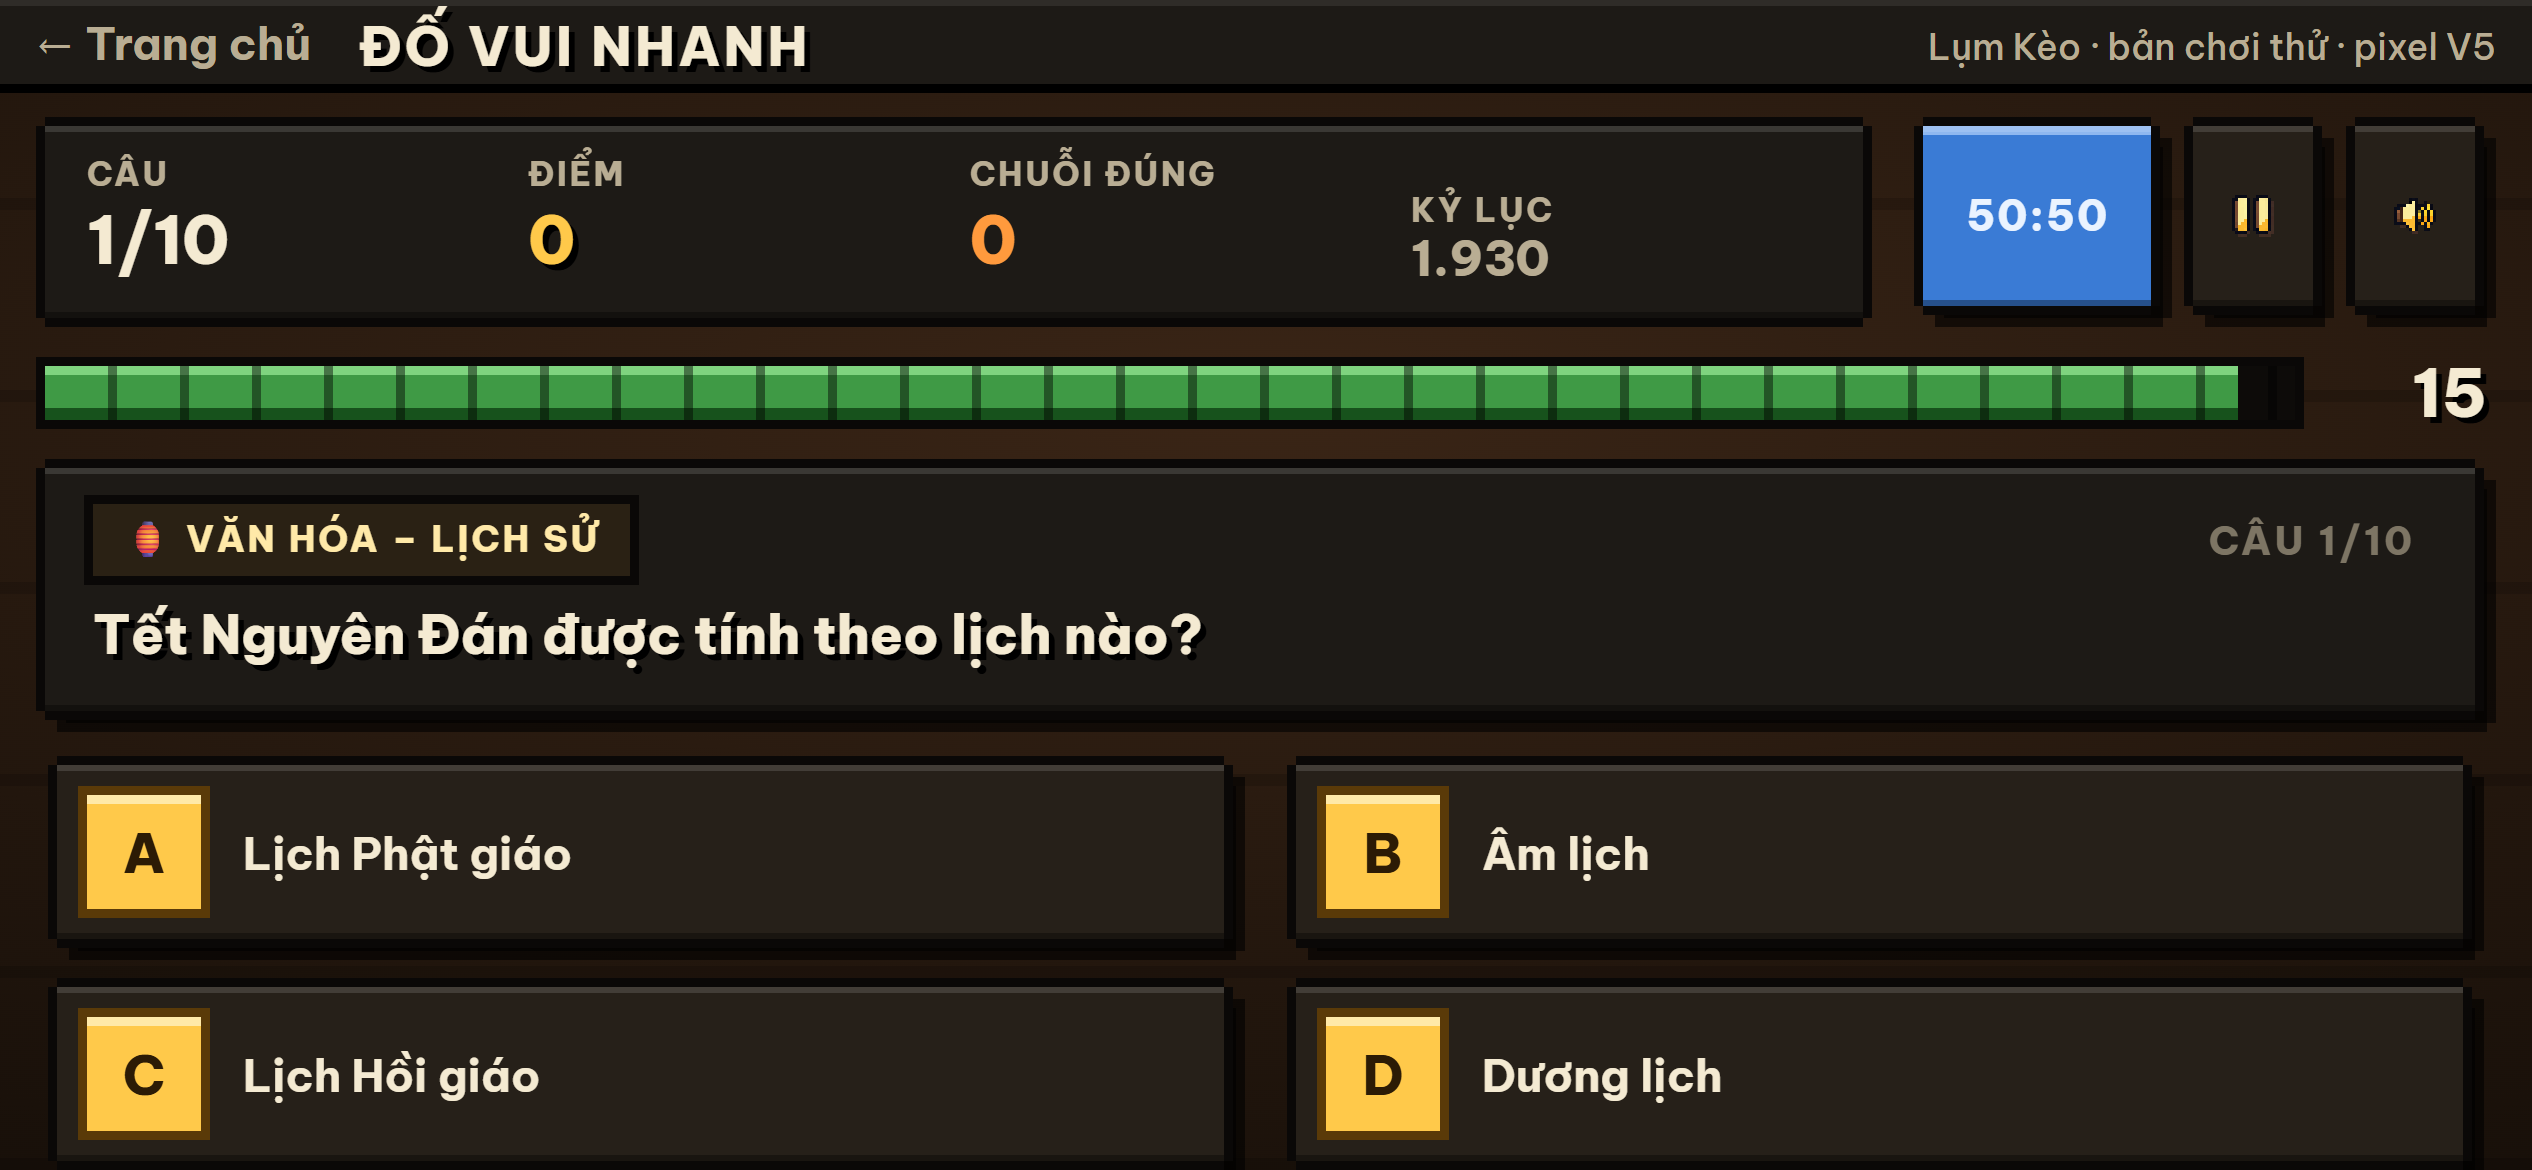 ← Trang chủ
ĐỐ VUI NHANH
Lụm Kèo · bản chơi thử · pixel V5
CÂU
1/10
ĐIỂM
0
CHUỖI ĐÚNG
0
KỶ LỤC
1.930
50:50
15
VĂN HÓA – LỊCH SỬ
CÂU 1/10
Tết Nguyên Đán được tính theo lịch nào?
A
Lịch Phật giáo
B
Âm lịch
C
Lịch Hồi giáo
D
Dương lịch